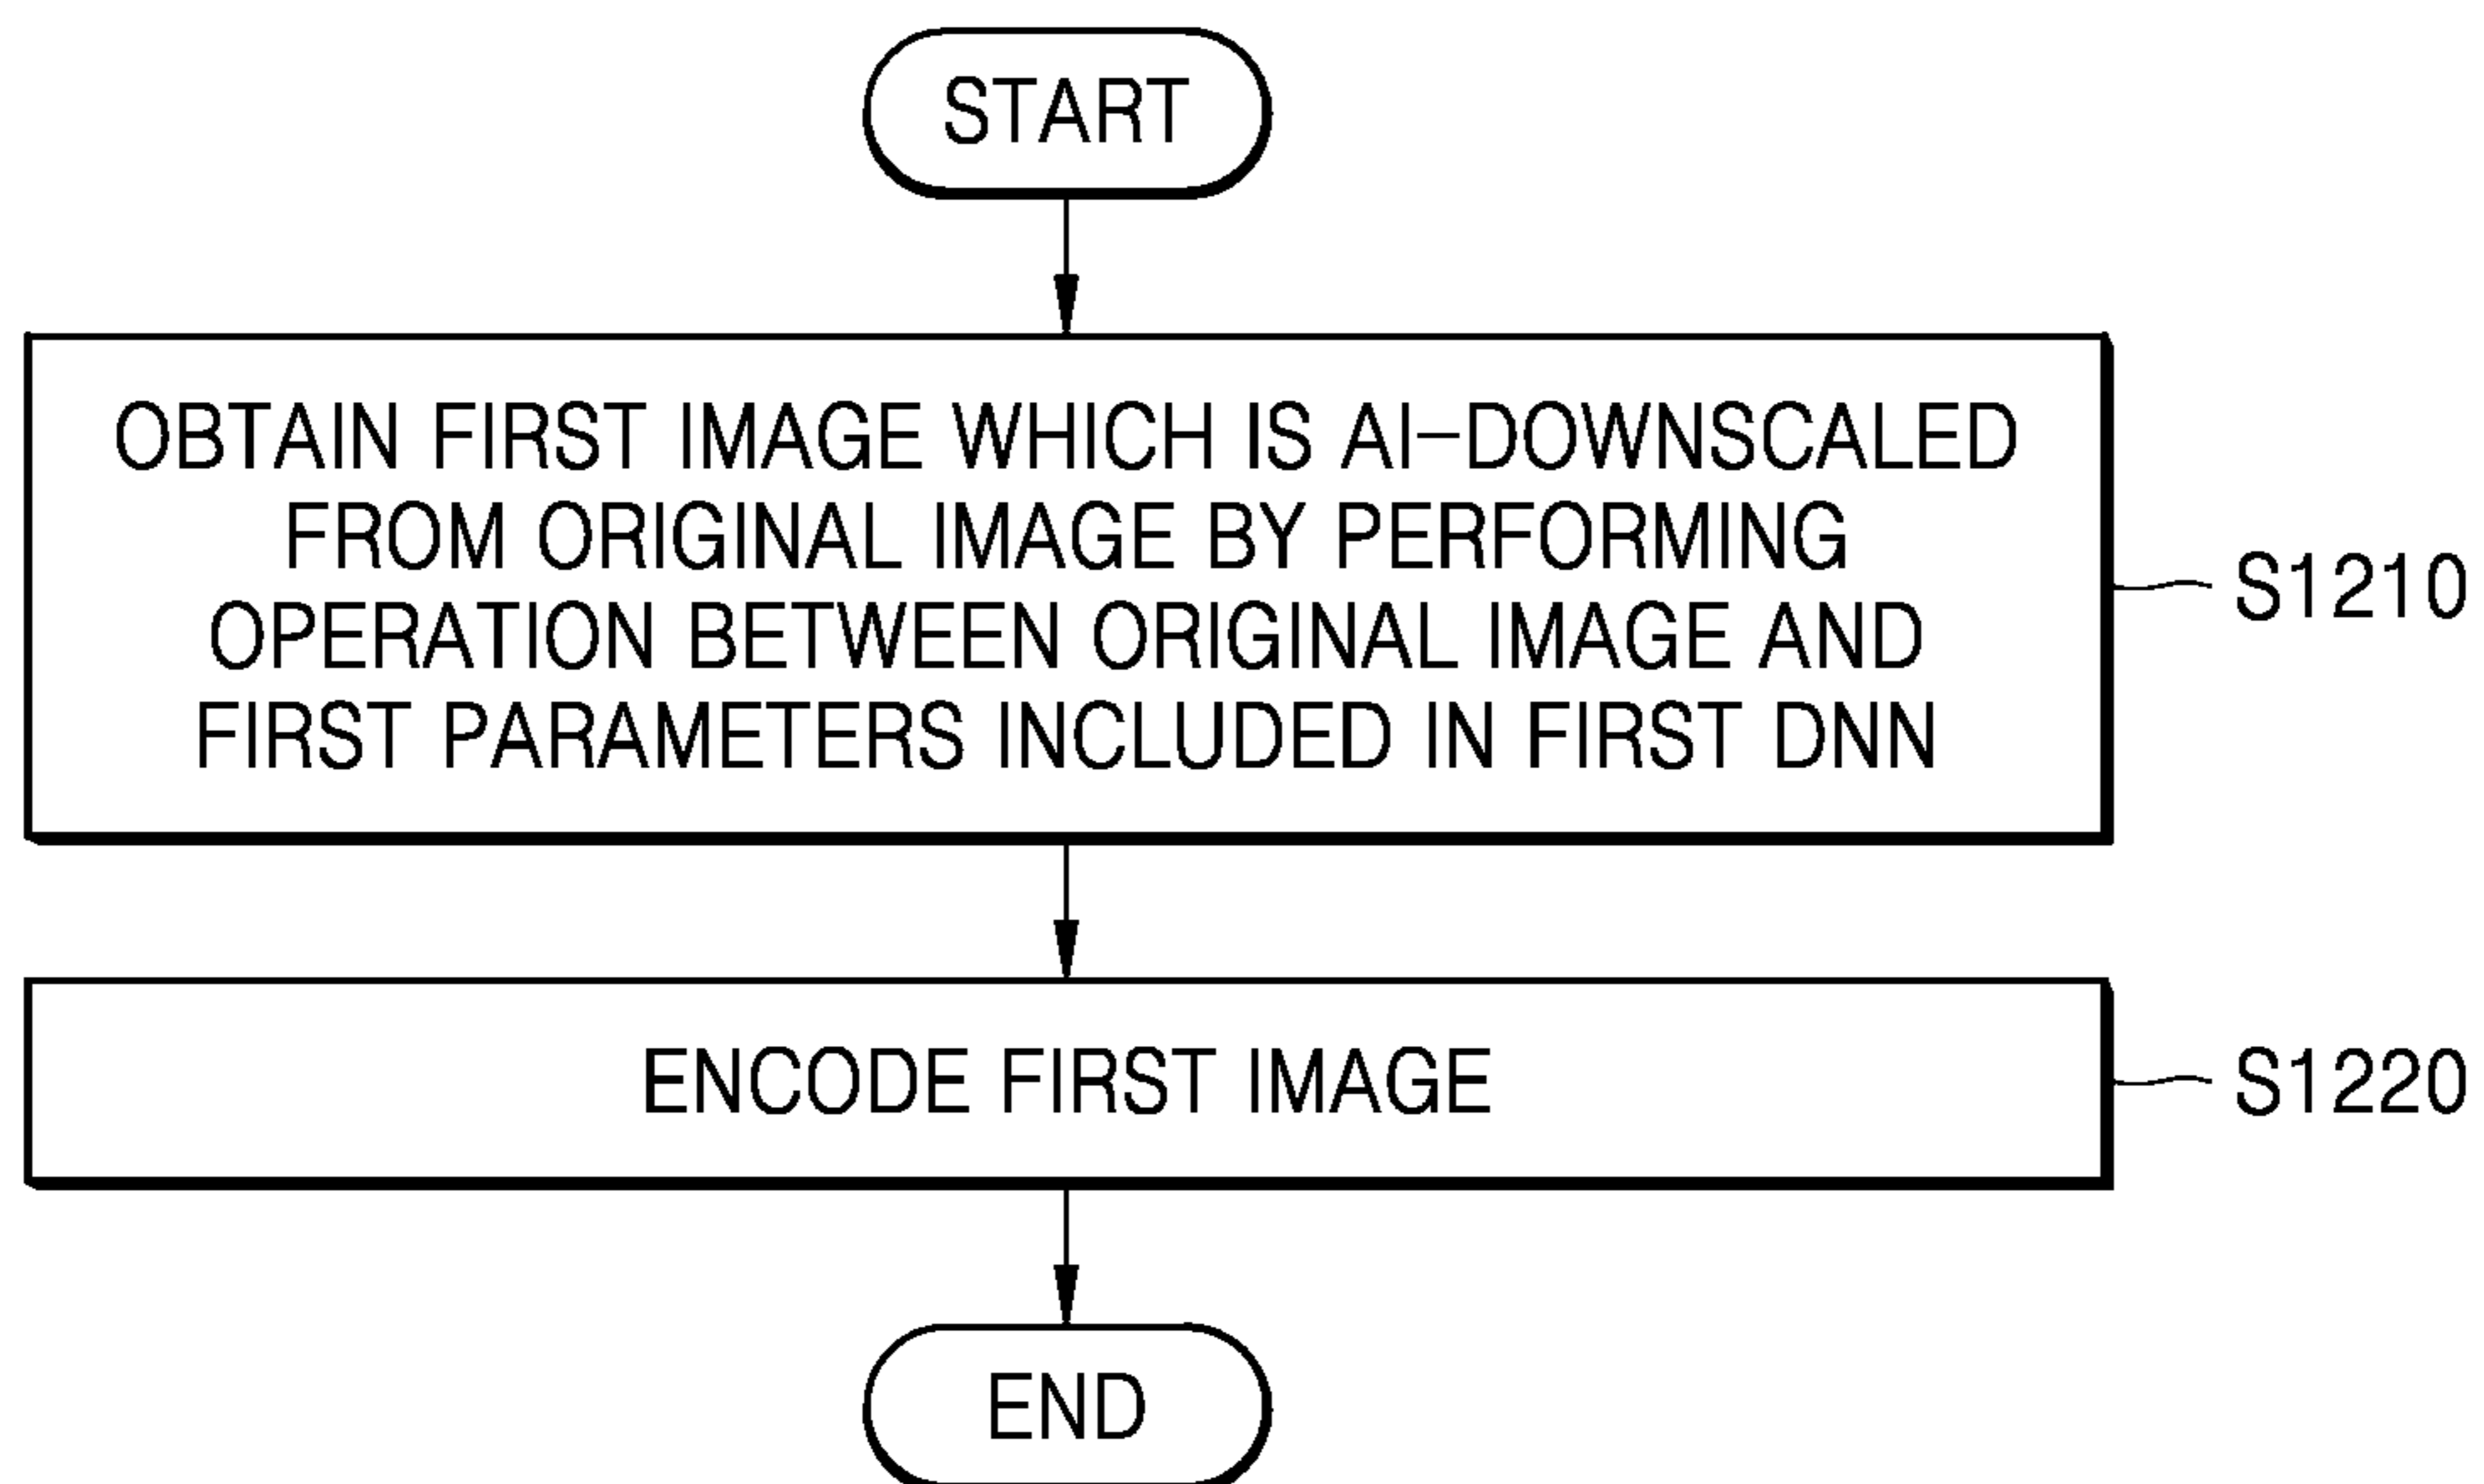 START
OBTAIN FIRST IMAGE WHICH IS AI-DOWNSCALED
FROM ORIGINAL IMAGE BY PERFORMING
OPERATION BETWEEN ORIGINAL IMAGE AND
FIRST PARAMETERS INCLUDED IN FIRST DNN
S1210
ENCODE FIRST IMAGE
S1220
END